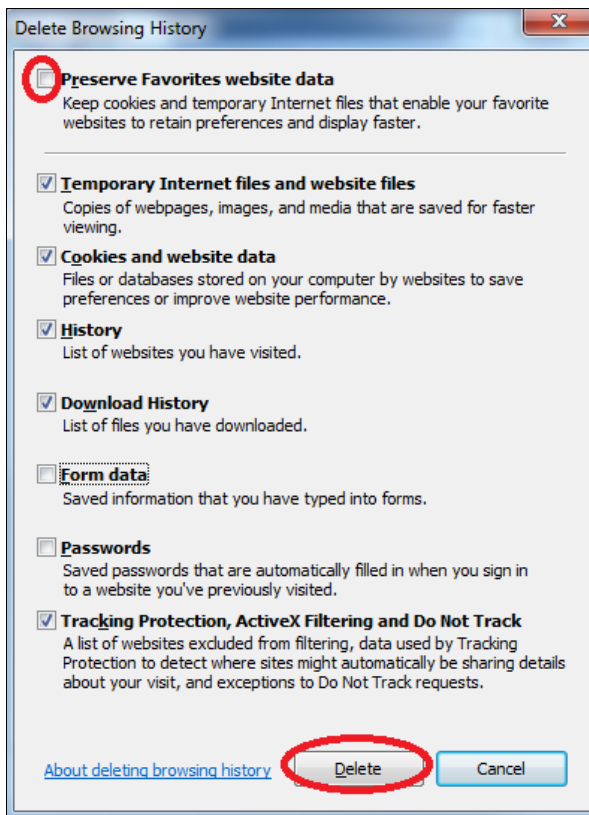 Delete Browsing History
x
Preserve Favorites website data
Keep cookies and temporary Internet files that enable your favorite
websites to retain preferences and display faster.
Temporary Internet files and website files
Copies of webpages, images, and media that are saved for faster
viewing.
Cookies and website data
Files or databases stored on your computer by websites to save
preferences or improve website performance.
History
List of websites you have visited.
Download History
List of files you have downloaded.
Form data
Saved information that you have typed into forms.
Passwords
Saved passwords that are automatically filled in when you sign in
to a website you've previously visited.
Tracking Protection, ActiveX Filtering and Do Not Track
A list of websites excluded from filtering, data used by Tracking
Protection to detect where sites might automatically be sharing details
about your visit, and exceptions to Do Not Track requests.
About deleting browsing history
Delete
Cancel